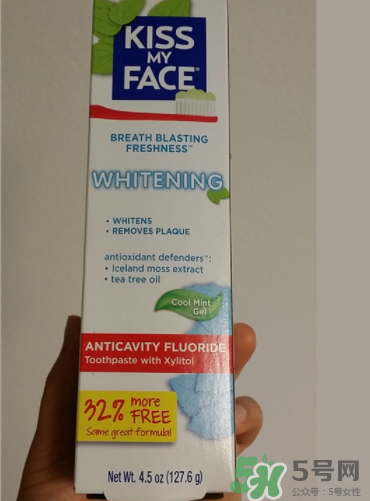 KISS
MY
FACE®
BREATH BLASTING
FRESHNESS™
WHITENING
• WHITENS
• REMOVES PLAQUE
antioxidant defenders™:
• Iceland moss extract
• tea tree oil
Cool Mint
Gel
ANTICAVITY FLUORIDE
Toothpaste with Xylitol
32% more
FREE
Same great formula!
Net Wt. 4.5 oz (127.6 g)
5号网
公众号：5号女性